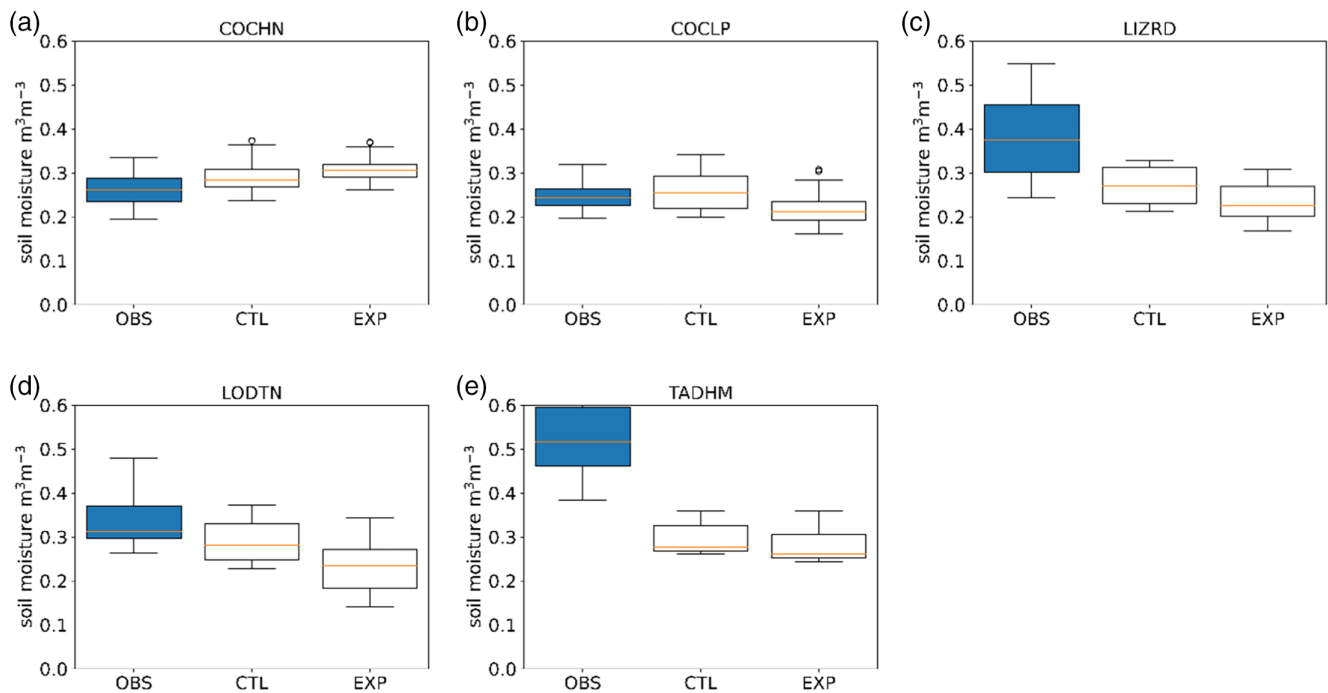 (a) COCHN
0.6
0.5
0.4
0.3
0.2
0.1
0.0
soil moisture m³m⁻³
OBS CTL EXP
(b) COCLP
0.6
0.5
0.4
0.3
0.2
0.1
0.0
soil moisture m³m⁻³
OBS CTL EXP
(c) LIZRD
0.6
0.5
0.4
0.3
0.2
0.1
0.0
soil moisture m³m⁻³
OBS CTL EXP
(d) LODTN
0.6
0.5
0.4
0.3
0.2
0.1
0.0
soil moisture m³m⁻³
OBS CTL EXP
(e) TADHM
0.6
0.5
0.4
0.3
0.2
0.1
0.0
soil moisture m³m⁻³
OBS CTL EXP